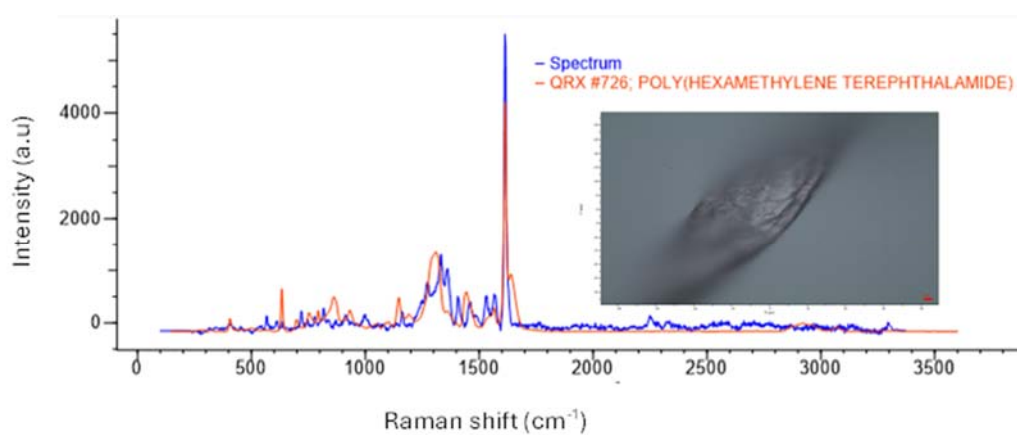 Intensity (a.u)
4000
2000
0
Spectrum
QRX #726; POLY(HEXAMETHYLENE TEREPHTHALAMIDE)
0 500 1000 1500 2000 2500 3000 3500
Raman shift (cm⁻¹)